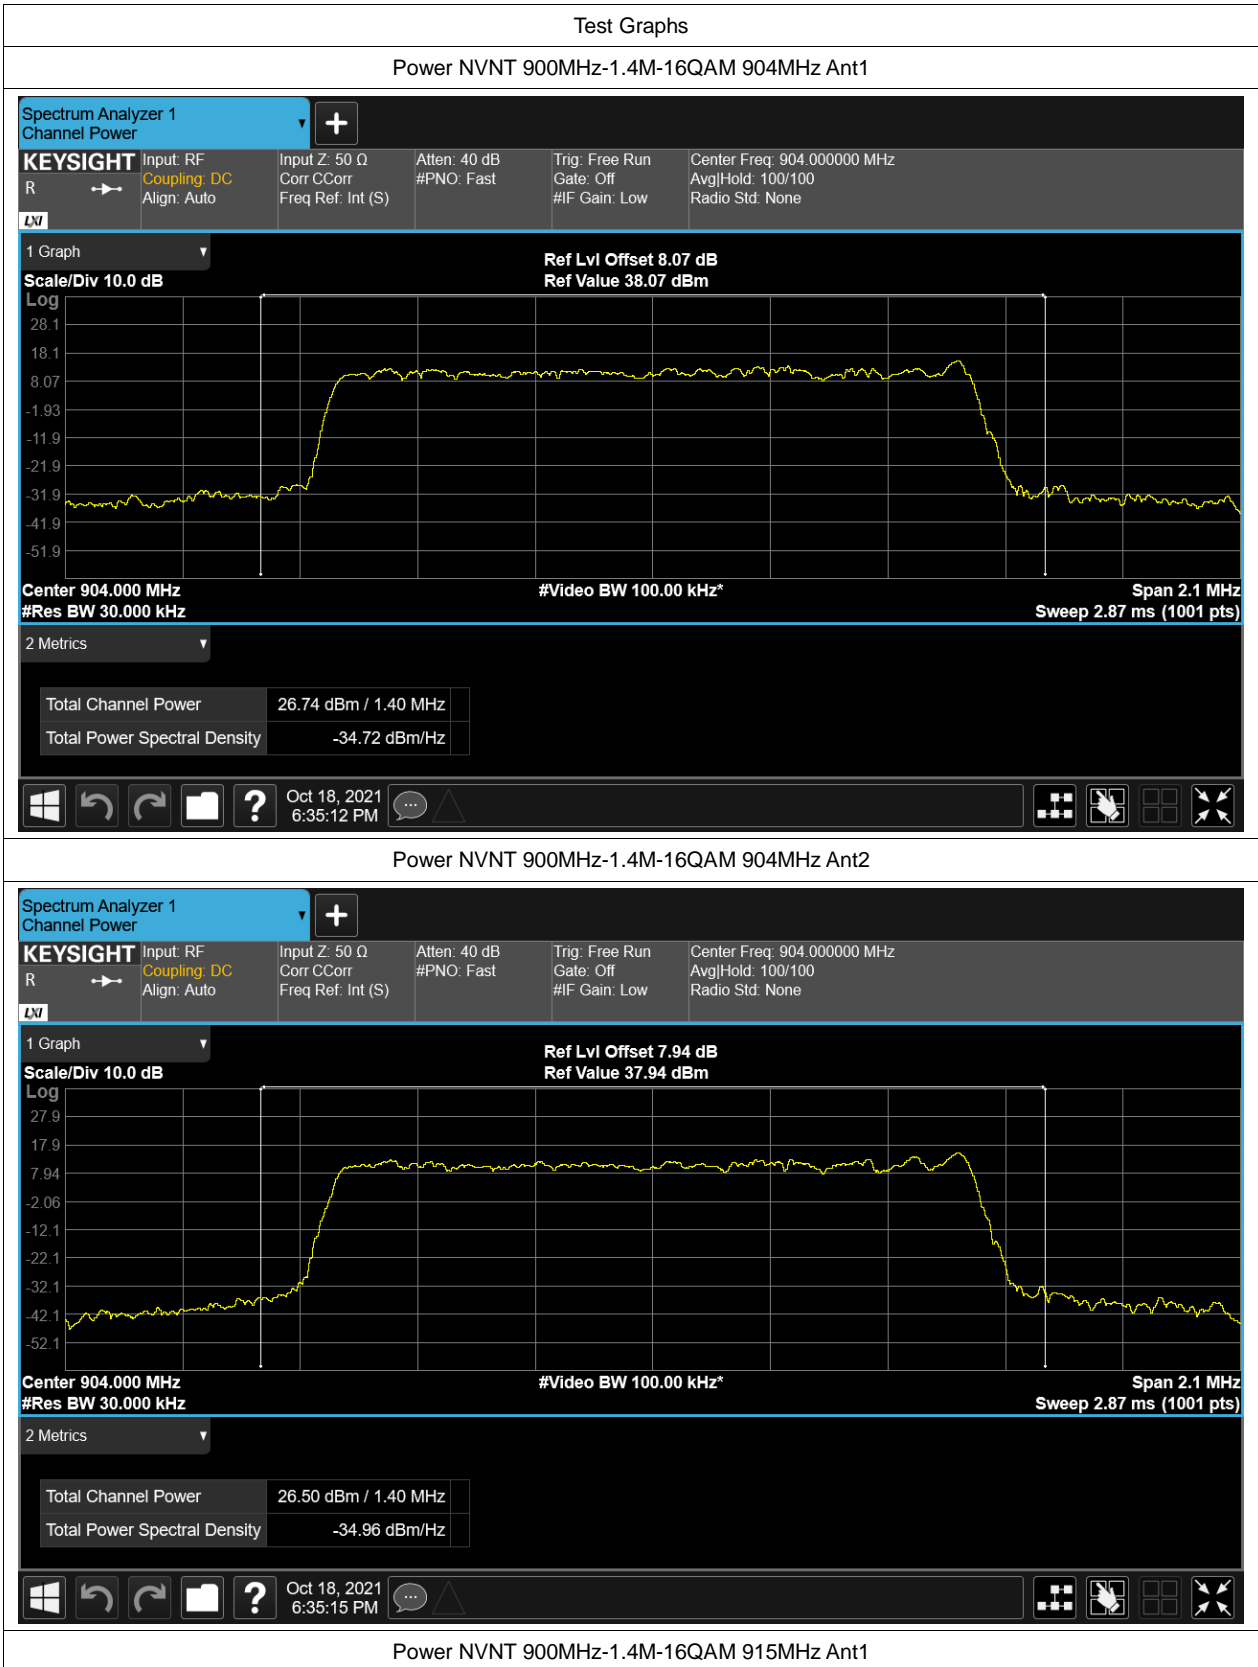 Test Graphs
Power NVNT 900MHz-1.4M-16QAM 904MHz Ant1
Spectrum Analyzer 1
Channel Power
KEYSIGHT
R
LXI
Input: RF
Coupling: DC
Align: Auto
Input Z: 50 Ω
Corr CCorr
Freq Ref: Int (S)
Atten: 40 dB
#PNO: Fast
Trig: Free Run
Gate: Off
#IF Gain: Low
Center Freq: 904.000000 MHz
Avg|Hold: 100/100
Radio Std: None
1 Graph
Scale/Div 10.0 dB
Ref Lvl Offset 8.07 dB
Ref Value 38.07 dBm
Log
28.1
18.1
8.07
-1.93
-11.9
-21.9
-31.9
-41.9
-51.9
Center 904.000 MHz
#Video BW 100.00 kHz*
Span 2.1 MHz
#Res BW 30.000 kHz
Sweep 2.87 ms (1001 pts)
2 Metrics
Total Channel Power 26.74 dBm / 1.40 MHz
Total Power Spectral Density -34.72 dBm/Hz
?
Oct 18, 2021
6:35:12 PM
Power NVNT 900MHz-1.4M-16QAM 904MHz Ant2
Spectrum Analyzer 1
Channel Power
KEYSIGHT
R
LXI
Input: RF
Coupling: DC
Align: Auto
Input Z: 50 Ω
Corr CCorr
Freq Ref: Int (S)
Atten: 40 dB
#PNO: Fast
Trig: Free Run
Gate: Off
#IF Gain: Low
Center Freq: 904.000000 MHz
Avg|Hold: 100/100
Radio Std: None
1 Graph
Scale/Div 10.0 dB
Ref Lvl Offset 7.94 dB
Ref Value 37.94 dBm
Log
27.9
17.9
7.94
-2.06
-12.1
-22.1
-32.1
-42.1
-52.1
Center 904.000 MHz
#Video BW 100.00 kHz*
Span 2.1 MHz
#Res BW 30.000 kHz
Sweep 2.87 ms (1001 pts)
2 Metrics
Total Channel Power 26.50 dBm / 1.40 MHz
Total Power Spectral Density -34.96 dBm/Hz
?
Oct 18, 2021
6:35:15 PM
Power NVNT 900MHz-1.4M-16QAM 915MHz Ant1